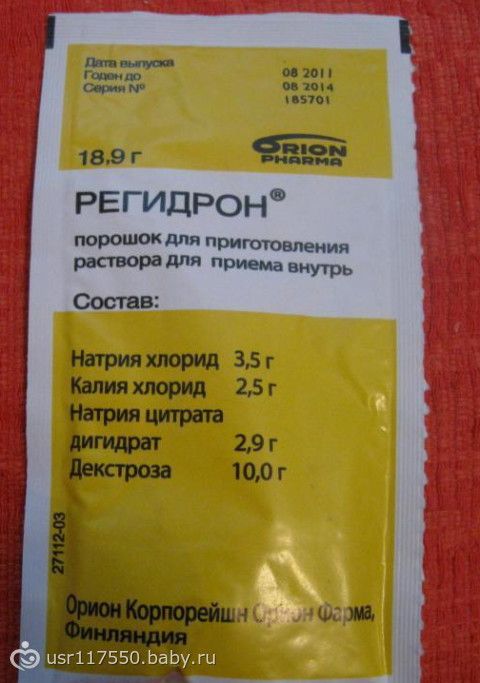 Дата выпуска 08 2011
Годен до 08 2014
Серия № 185701
18,9 г
ORION
PHARMA
РЕГИДРОН®
порошок для приготовления
раствора для приема внутрь
Состав:
Натрия хлорид 3,5 г
Калия хлорид 2,5 г
Натрия цитрата
дигидрат 2,9 г
Декстроза 10,0 г
27112-03
Орион Корпорейшн Орион Фарма,
Финляндия
usr117550.baby.ru